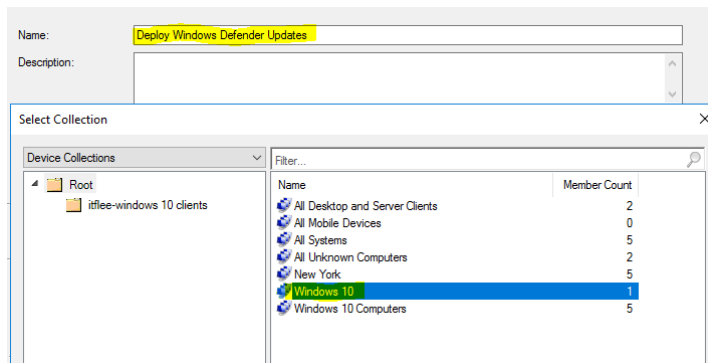 Name: Deploy Windows Defender Updates
Description:
Select Collection
Device Collections
Filter...
Root
itflee-windows 10 clients
Name Member Count
All Desktop and Server Clients 2
All Mobile Devices 0
All Systems 5
All Unknown Computers 2
New York 5
Windows 10 1
Windows 10 Computers 5